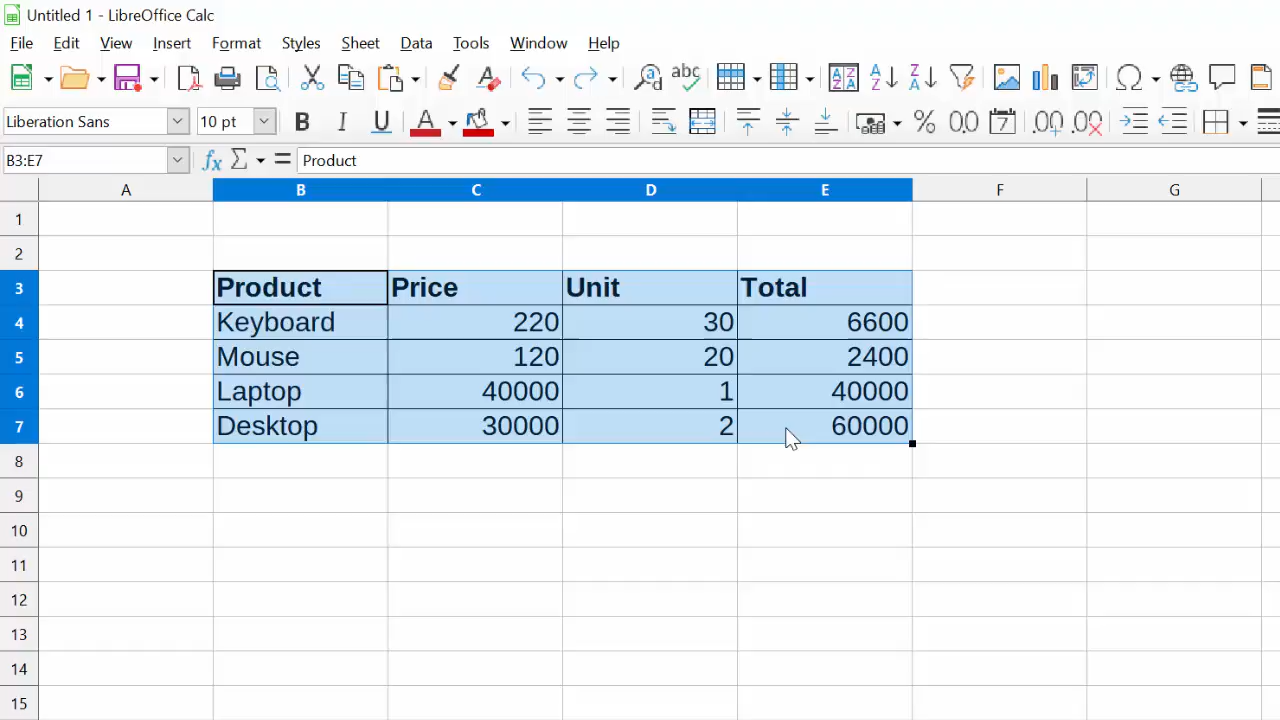 Untitled 1 - LibreOffice Calc
File Edit View Insert Format Styles Sheet Data Tools Window Help
Liberation Sans 10 pt
B3:E7 Product
A B C D E F G
1
2
3 Product Price Unit Total
4 Keyboard 220 30 6600
5 Mouse 120 20 2400
6 Laptop 40000 1 40000
7 Desktop 30000 2 60000
8
9
10
11
12
13
14
15